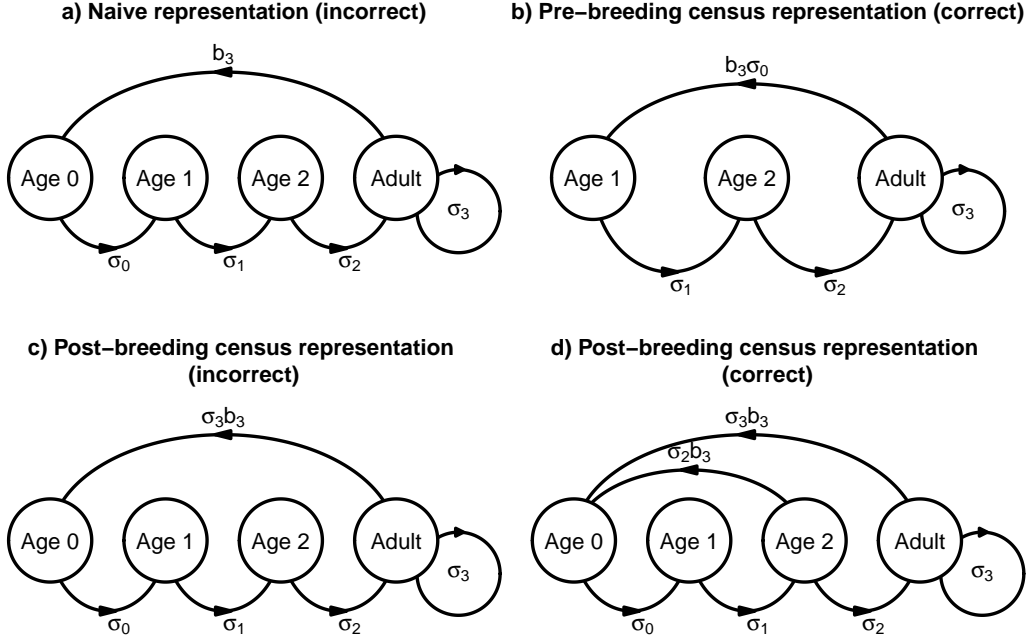 a) Naive representation (incorrect)
b₃
Age 0 Age 1 Age 2 Adult
σ₃
σ₀ σ₁ σ₂
b) Pre−breeding census representation (correct)
b₃σ₀
Age 1 Age 2 Adult
σ₃
σ₁ σ₂
c) Post−breeding census representation
(incorrect)
σ₃b₃
Age 0 Age 1 Age 2 Adult
σ₃
σ₀ σ₁ σ₂
d) Post−breeding census representation
(correct)
σ₃b₃
σ₂b₃
Age 0 Age 1 Age 2 Adult
σ₃
σ₀ σ₁ σ₂